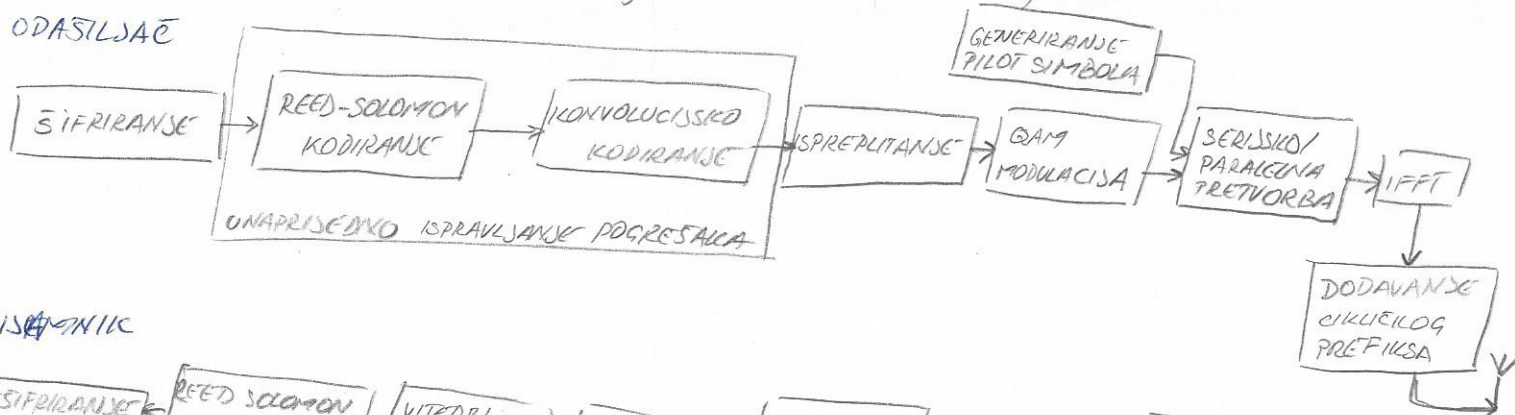 ODAŠILJAČ
GENERIRANJE
PILOT SIMBOLA
ŠIFRIRANJE
REED-SOLOMON
KODIRANJE
KONVOLUCIJSKO
KODIRANJE
ISPREPLITANJE
QAM
MODULACIJA
SERIJSKO/
PARALELNA
PRETVORBA
IFFT
UNAPRIJEDNO ISPRAVLJANJE POGREŠAKA
DODAVANJE
CIKLIČKOG
PREFIKSA
REED SOLOMON